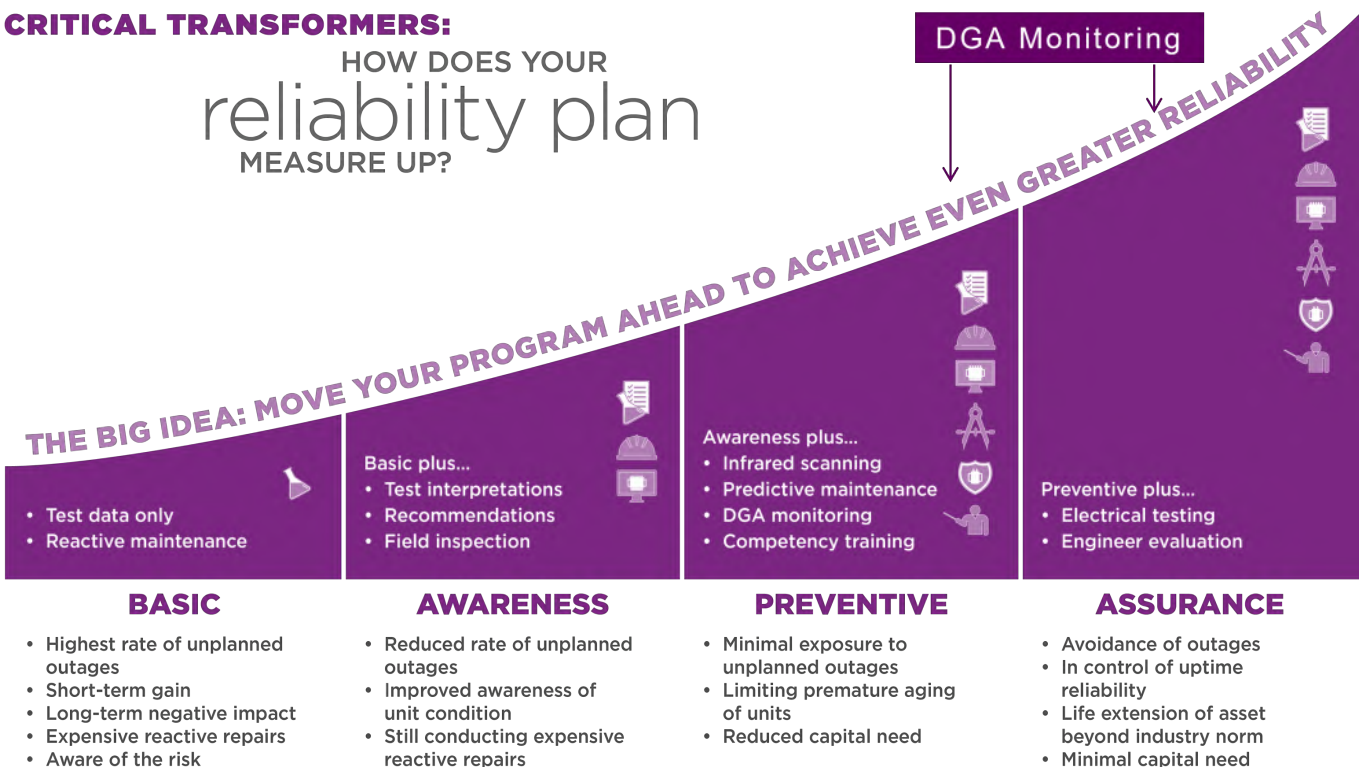 CRITICAL TRANSFORMERS:
HOW DOES YOUR
reliability plan
MEASURE UP?
DGA Monitoring
THE BIG IDEA: MOVE YOUR PROGRAM AHEAD TO ACHIEVE EVEN GREATER RELIABILITY
• Test data only
• Reactive maintenance
Basic plus...
• Test interpretations
• Recommendations
• Field inspection
Awareness plus...
• Infrared scanning
• Predictive maintenance
• DGA monitoring
• Competency training
Preventive plus...
• Electrical testing
• Engineer evaluation
BASIC
• Highest rate of unplanned
outages
• Short-term gain
• Long-term negative impact
• Expensive reactive repairs
• Aware of the risk
AWARENESS
• Reduced rate of unplanned
outages
• Improved awareness of
unit condition
• Still conducting expensive
reactive repairs
PREVENTIVE
• Minimal exposure to
unplanned outages
• Limiting premature aging
of units
• Reduced capital need
ASSURANCE
• Avoidance of outages
• In control of uptime
reliability
• Life extension of asset
beyond industry norm
• Minimal capital need